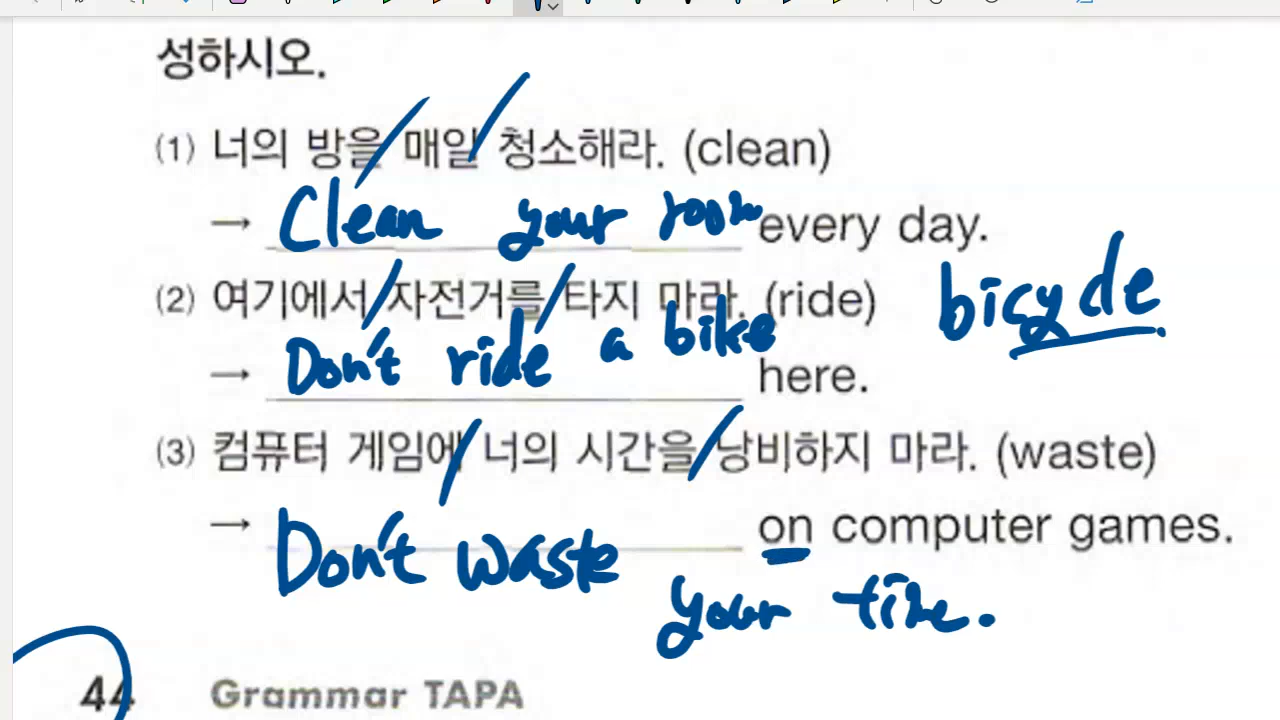 성하시오.
(1) 너의 방을 매일 청소해라. (clean)
→ Clean your room every day.
(2) 여기에서 자전거를 타지 마라. (ride) bicycle
→ Don't ride a bike here.
(3) 컴퓨터 게임에 너의 시간을 낭비하지 마라. (waste)
→ Don't waste on computer games.
your time.
44 Grammar TAPA